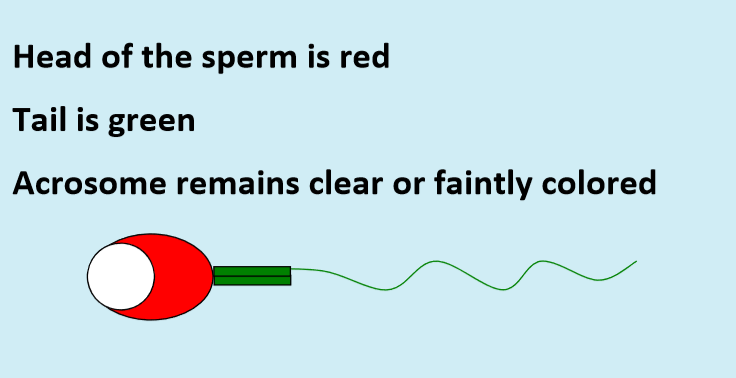 Head of the sperm is red
Tail is green
Acrosome remains clear or faintly colored